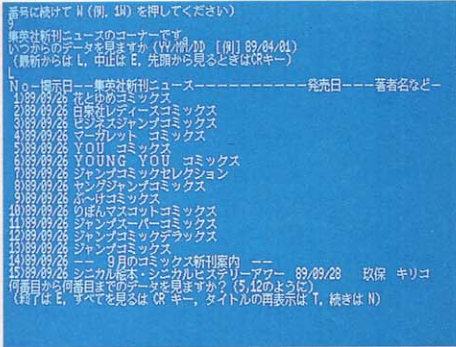 番号に続けて W (例. 1W) を押してください)
9
集英社新刊ニュースのコーナーです。
いつからのデータを見ますか (YY/MM/DD [例] 89/04/01)
(最新からは L, 中止は E, 先頭から見るときはCRキー)
L
No-掲示日--集英社新刊ニュース-----------発売日----著者名など-
1)89/09/26 花とゆめコミックス
2)89/09/26 白泉社レディースコミックス
3)89/09/26 ビジネスジャンプコミックス
4)89/09/26 マーガレット コミックス
5)89/09/26 YOU コミックス
6)89/09/26 YOUNG YOU コミックス
7)89/09/26 ジャンプコミックセレクション
8)89/09/26 ヤングジャンプコミックス
9)89/09/26 ぶ~けコミックス
10)89/09/26 りぼんマスコットコミックス
11)89/09/26 ジャンプスーパーコミックス
12)89/09/26 ジャンプコミックデラックス
13)89/09/26 ジャンプコミックス
14)89/09/26 -- 9月のコミックス新刊案内 --
15)89/09/26 シニカル絵本・シニカルヒステリーアワー 89/09/28 玖保 キリコ
何番目から何番目までのデータを見ますか? (5,12のように)
(終了は E, すべてを見るは CR キー, タイトルの再表示は T, 続きは N)